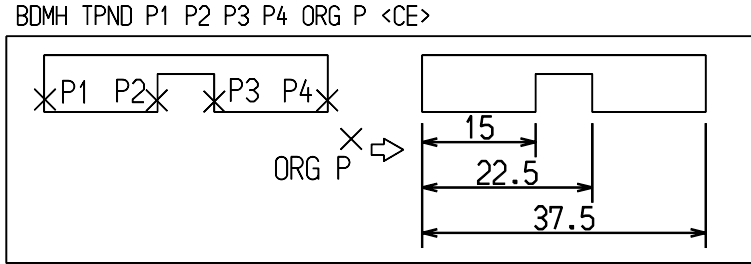 BDMH TPND P1 P2 P3 P4 ORG P <CE>
P1 P2 P3 P4
ORG P
15
22.5
37.5